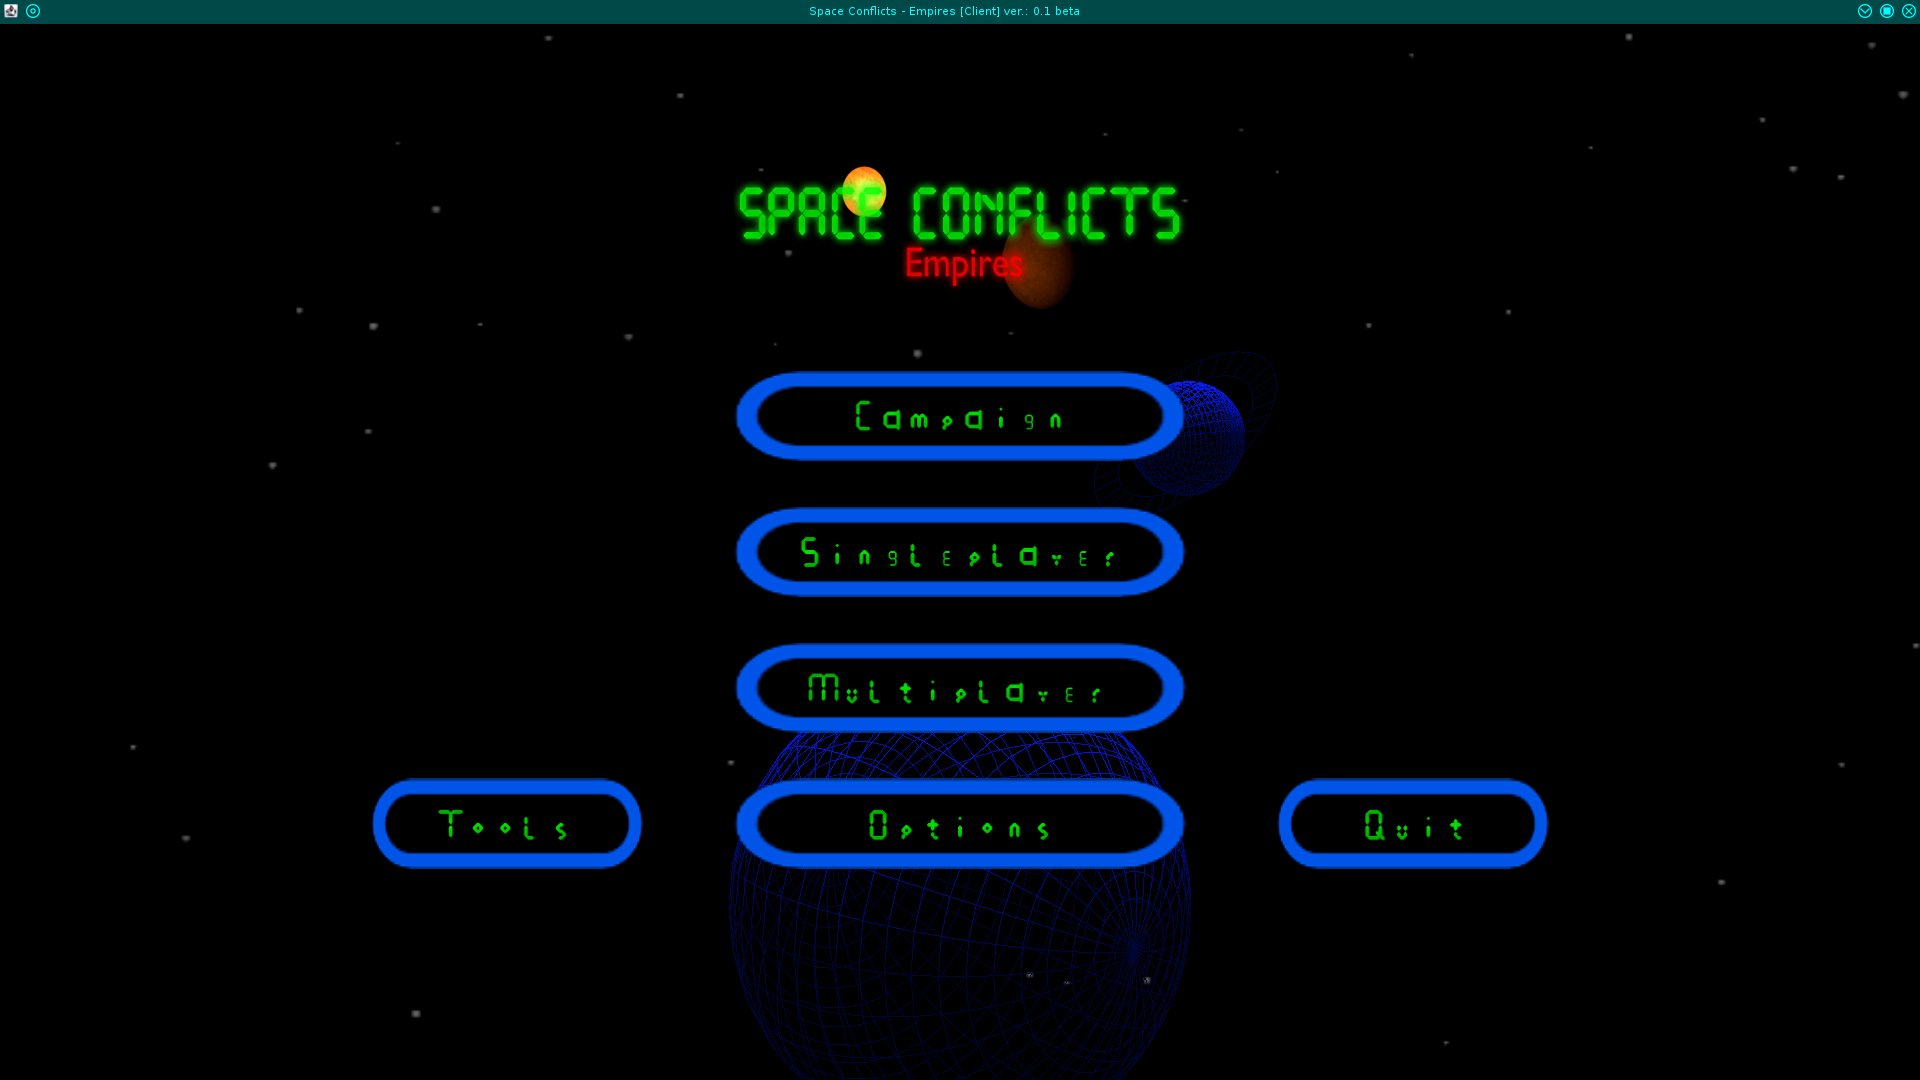 Space Conflicts - Empires [Client] ver.: 0.1 beta
SPACE CONFLICTS
Empires
Campaign
Singleplayer
Multiplayer
Tools
Options
Quit